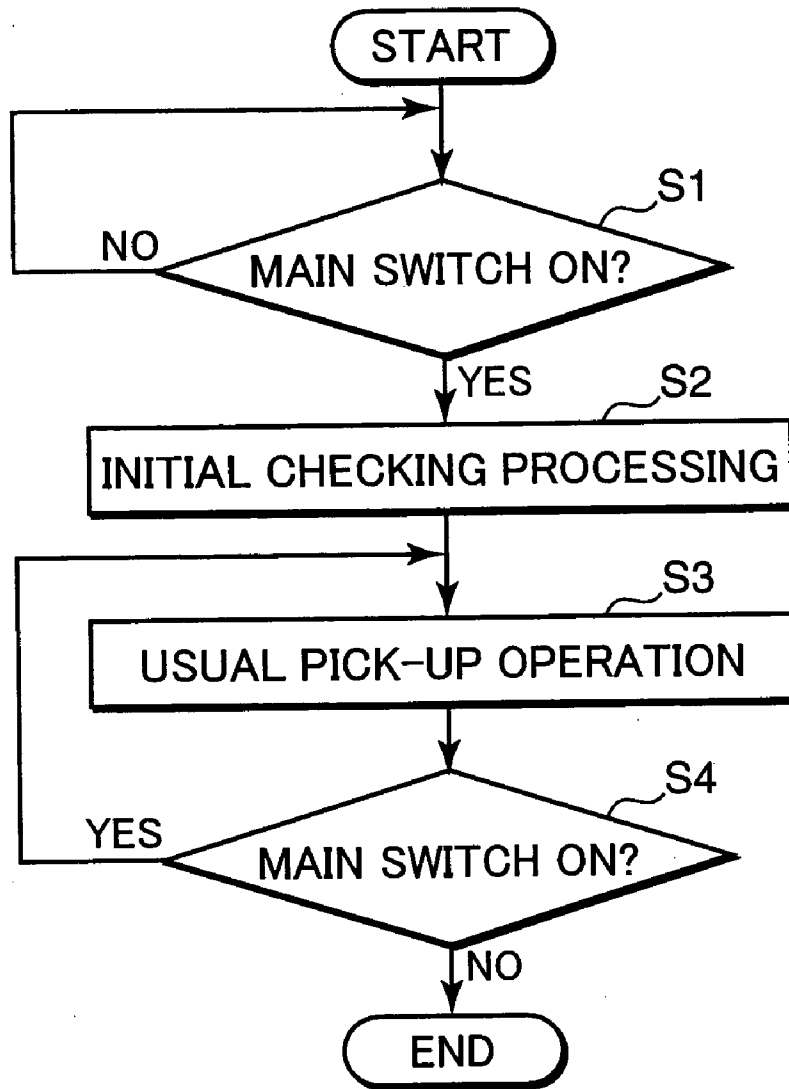 START
S1
NO
MAIN SWITCH ON?
YES
S2
INITIAL CHECKING PROCESSING
S3
USUAL PICK-UP OPERATION
S4
YES
MAIN SWITCH ON?
NO
END